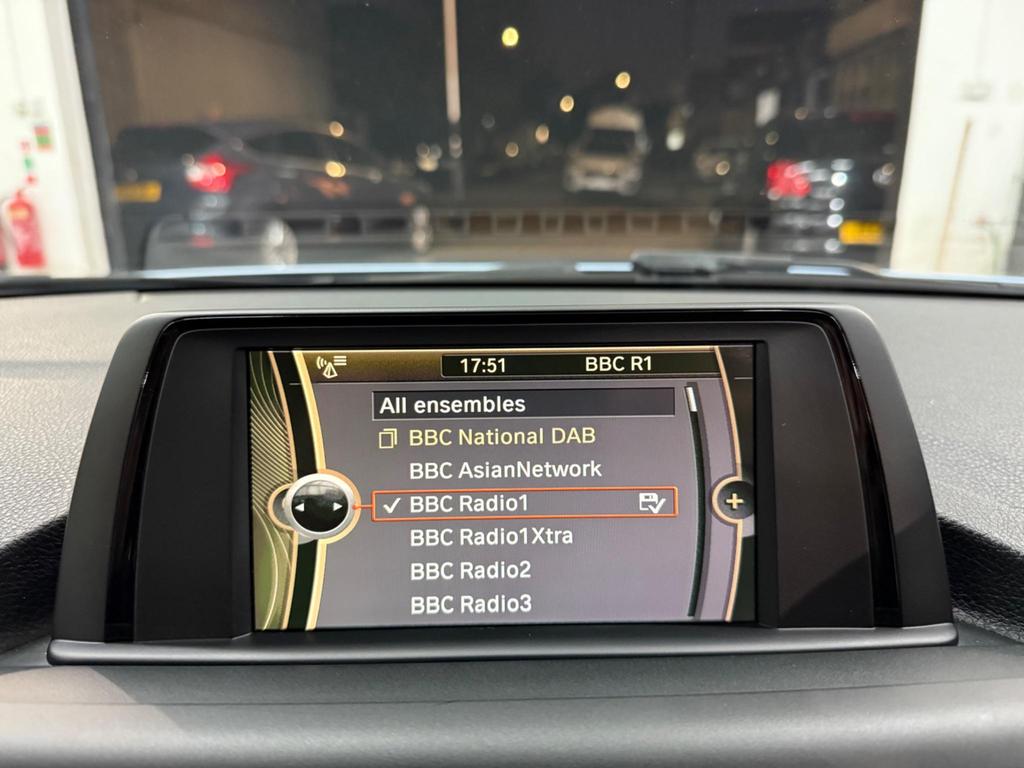 17:51 BBC R1
All ensembles
BBC National DAB
BBC AsianNetwork
BBC Radio1
BBC Radio1Xtra
BBC Radio2
BBC Radio3